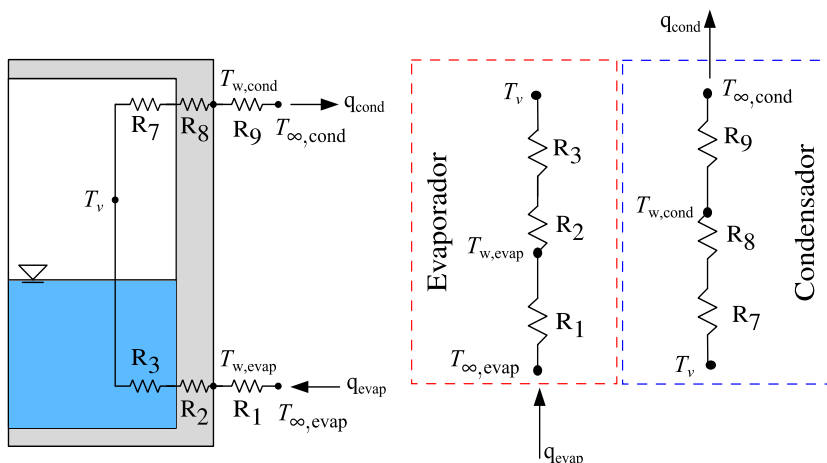 T_w,cond
q_cond
R_7
R_8
R_9
T_∞,cond
T_v
R_3
T_w,evap
q_evap
R_2
R_1
T_∞,evap
Evaporador
T_v
R_3
R_2
T_w,evap
R_1
T_∞,evap
q_evap
q_cond
T_∞,cond
R_9
T_w,cond
R_8
R_7
T_v
Condensador